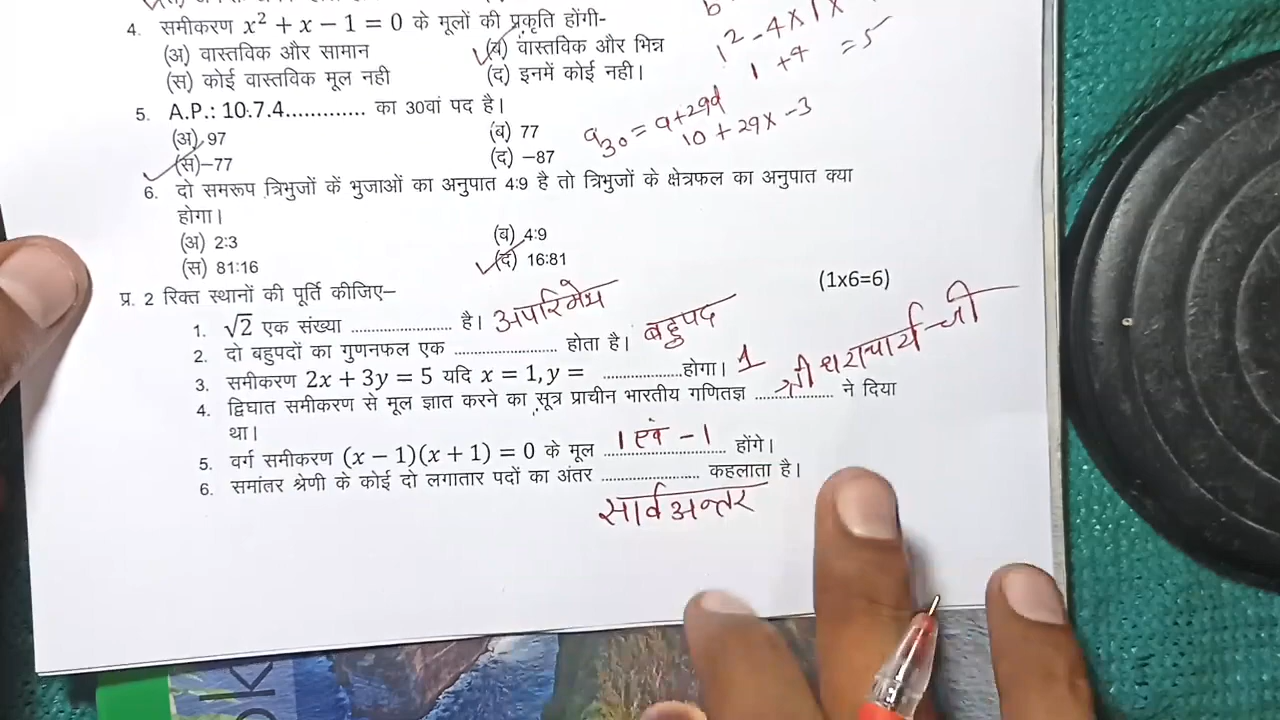 4. समीकरण x² + x − 1 = 0 के मूलों की प्रकृति होंगी-
(अ) वास्तविक और सामान (ब) वास्तविक और भिन्न
(स) कोई वास्तविक मूल नही (द) इनमें कोई नही।
1² - 4 x 1 x
1 + 4 = 5
5. A.P.: 10.7.4............. का 30वां पद है।
(अ) 97 (ब) 77
(स) –77 (द) –87
a30 = a + 29d
10 + 29 x - 3
6. दो समरूप त्रिभुजों कें भुजाओं का अनुपात 4:9 है तो त्रिभुजों के क्षेत्रफल का अनुपात क्या
होगा।
(अ) 2:3 (ब) 4:9
(स) 81:16 (द) 16:81
प्र. 2 रिक्त स्थानों की पूर्ति कीजिए– (1x6=6)
1. √2 एक संख्या ....................... है। अपरिमेय
2. दो बहुपदों का गुणनफल एक ....................... होता है। बहुपद
3. समीकरण 2x + 3y = 5 यदि x = 1, y = ..................होगा। 1
4. द्विघात समीकरण से मूल ज्ञात करने का सूत्र प्राचीन भारतीय गणितज्ञ .................. ने दिया श्रीधराचार्य जी
था।
5. वर्ग समीकरण (x − 1)(x + 1) = 0 के मूल 1 एवं -1 होंगे।
6. समांतर श्रेणी के कोई दो लगातार पदों का अंतर ...................... कहलाता है।
सार्वअन्तर